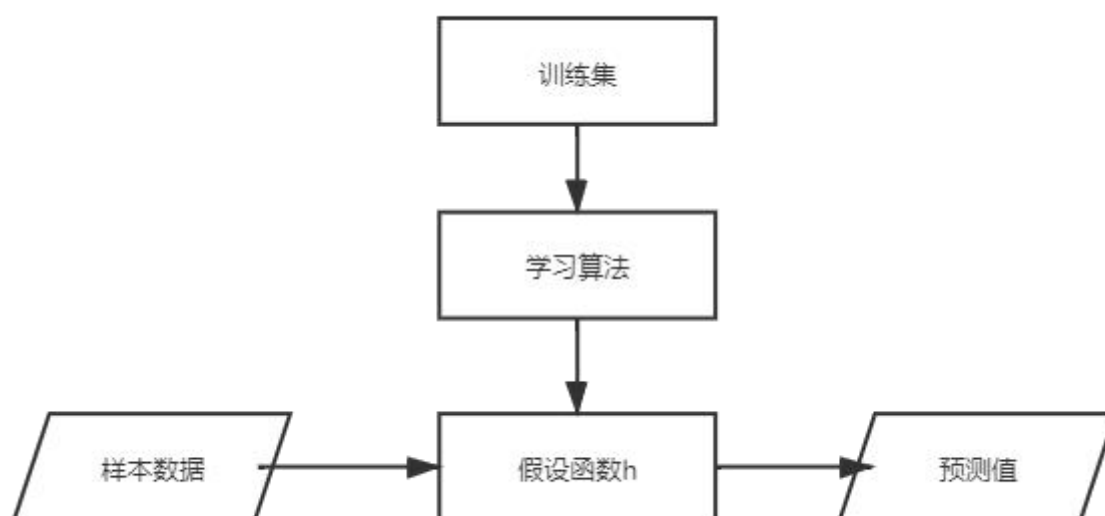 训练集
学习算法
样本数据
假设函数h
预测值